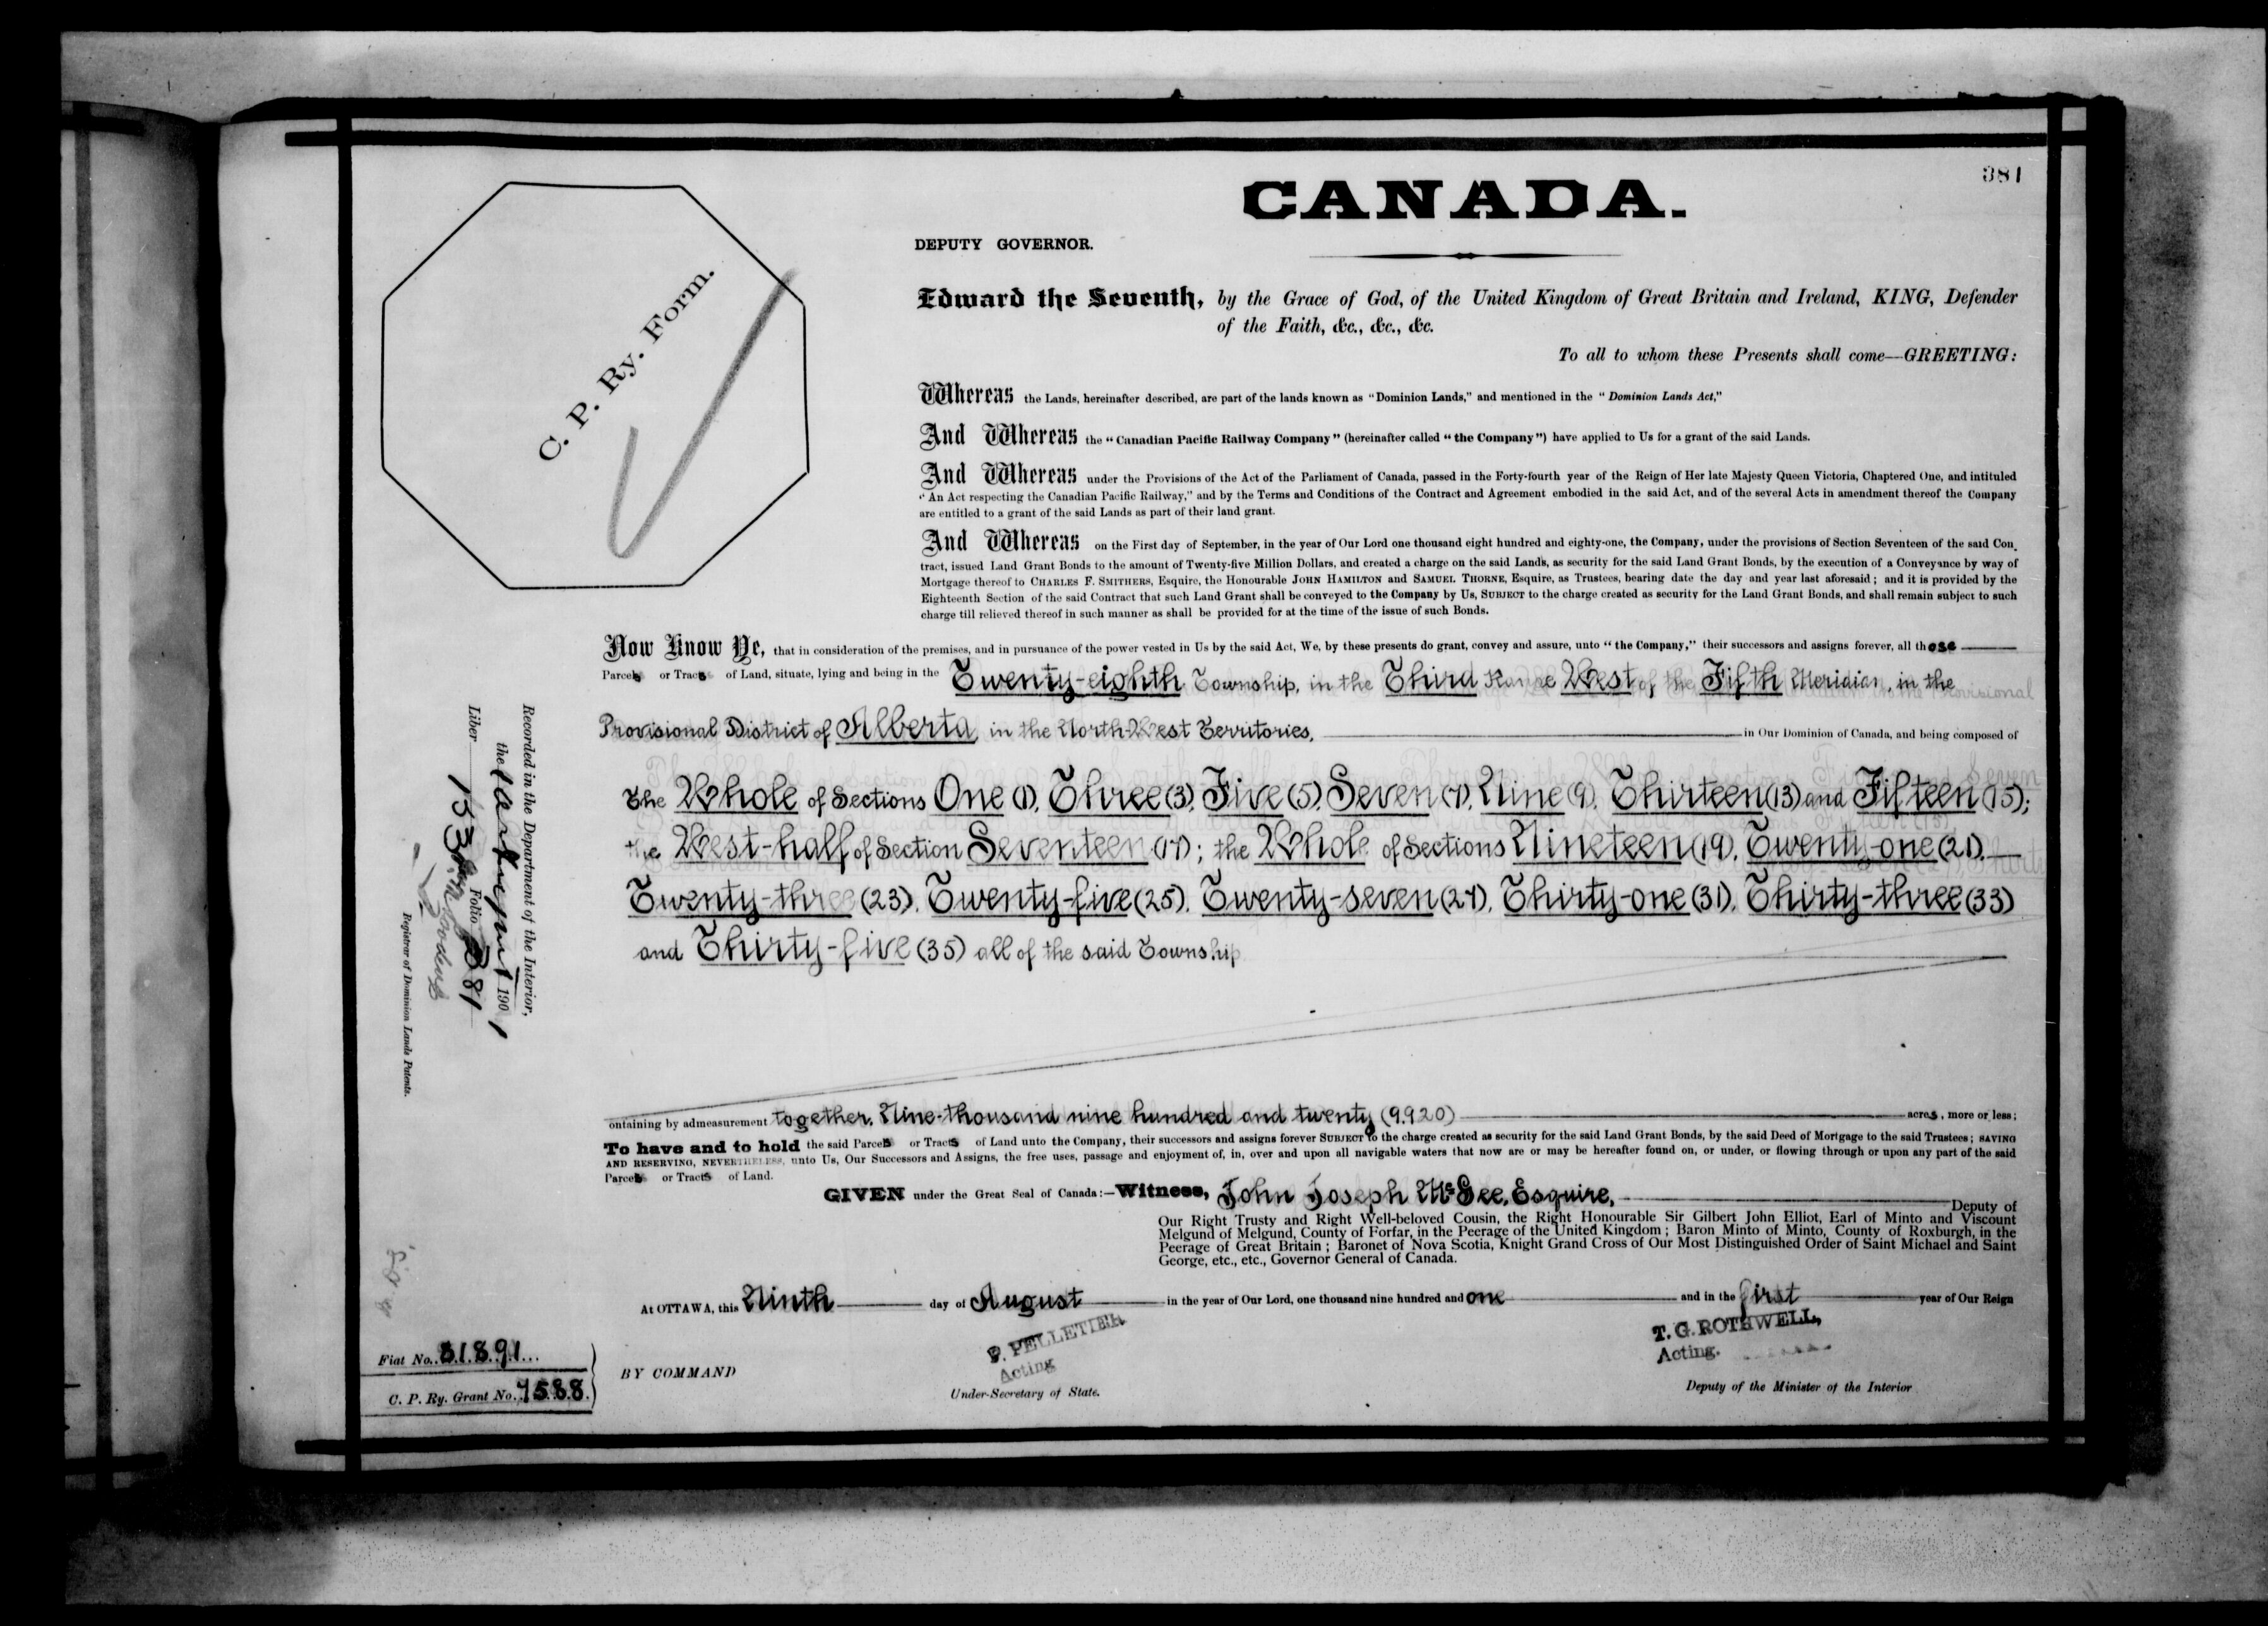 381
CANADA.
DEPUTY GOVERNOR.
C. P. Ry. Form.
Edward the Seventh, by the Grace of God, of the United Kingdom of Great Britain and Ireland, KING, Defender
of the Faith, &c., &c., &c.
To all to whom these Presents shall come—GREETING:
Whereas the Lands, hereinafter described, are part of the lands known as "Dominion Lands," and mentioned in the "Dominion Lands Act,"
And Whereas the "Canadian Pacific Railway Company" (hereinafter called "the Company") have applied to Us for a grant of the said Lands.
And Whereas under the Provisions of the Act of the Parliament of Canada, passed in the Forty-fourth year of the Reign of Her late Majesty Queen Victoria, Chaptered One, and intituled
"An Act respecting the Canadian Pacific Railway," and by the Terms and Conditions of the Contract and Agreement embodied in the said Act, and of the several Acts in amendment thereof the Company
are entitled to a grant of the said Lands as part of their land grant.
And Whereas on the First day of September, in the year of Our Lord one thousand eight hundred and eighty-one, the Company, under the provisions of Section Seventeen of the said Con
tract, issued Land Grant Bonds to the amount of Twenty-five Million Dollars, and created a charge on the said Lands, as security for the said Land Grant Bonds, by the execution of a Conveyance by way of
Mortgage thereof to CHARLES F. SMITHERS, Esquire, the Honourable JOHN HAMILTON and SAMUEL THORNE, Esquire, as Trustees, bearing date the day and year last aforesaid; and it is provided by the
Eighteenth Section of the said Contract that such Land Grant shall be conveyed to the Company by Us, SUBJECT to the charge created as security for the Land Grant Bonds, and shall remain subject to such
charge till relieved thereof in such manner as shall be provided for at the time of the issue of such Bonds.
Now Know Ye, that in consideration of the premises, and in pursuance of the power vested in Us by the said Act, We, by these presents do grant, convey and assure, unto "the Company," their successors and assigns forever, all those
Parcels or Tracts of Land, situate, lying and being in the Twenty-eighth Township, in the Third Range West of the Fifth Meridian, in the
Provisional District of Alberta, in the North-West Territories, in Our Dominion of Canada, and being composed of
The Whole of Sections One (1), Three (3), Five (5), Seven (7), Nine (9), Thirteen (13) and Fifteen (15);
the West-half of Section Seventeen (17); the Whole of Sections Nineteen (19), Twenty-one (21),
Twenty-three (23), Twenty-five (25), Twenty-seven (27), Thirty-one (31), Thirty-three (33)
and Thirty-five (35) all of the said Township
ontaining by admeasurement together, Nine-thousand nine hundred and twenty (9920) acres, more or less;
To have and to hold the said Parcels or Tracts of Land unto the Company, their successors and assigns forever SUBJECT to the charge created as security for the said Land Grant Bonds, by the said Deed of Mortgage to the said Trustees; SAVING
AND RESERVING, NEVERTHELESS, unto Us, Our Successors and Assigns, the free uses, passage and enjoyment of, in, over and upon all navigable waters that now are or may be hereafter found on, or under, or flowing through or upon any part of the said
Parcels or Tracts of Land.
GIVEN under the Great Seal of Canada:—Witness, John Joseph McGee, Esquire, Deputy of
Our Right Trusty and Right Well-beloved Cousin, the Right Honourable Sir Gilbert John Elliot, Earl of Minto and Viscount
Melgund of Melgund, County of Forfar, in the Peerage of the United Kingdom; Baron Minto of Minto, County of Roxburgh, in the
Peerage of Great Britain; Baronet of Nova Scotia, Knight Grand Cross of Our Most Distinguished Order of Saint Michael and Saint
George, etc., etc., Governor General of Canada.
At OTTAWA, this Ninth day of August in the year of Our Lord, one thousand nine hundred and one and in the first year of Our Reign
P. PELLETIER
Acting
Under-Secretary of State.
T. G. ROTHWELL,
Acting.
Deputy of the Minister of the Interior
BY COMMAND
Fiat No. 31891
C. P. Ry. Grant No. 7588.
Recorded in the Department of the Interior,
the 1901
Liber 153 Folio 381
Registrar of Dominion Lands Patents.